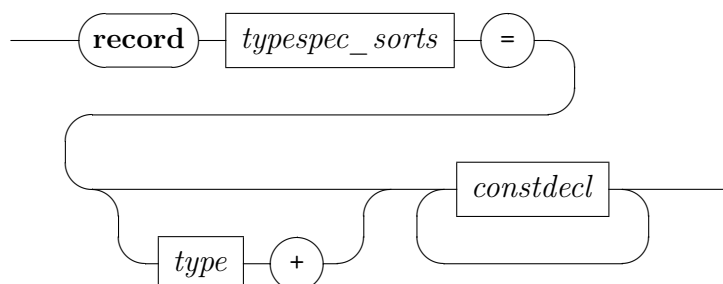 record typespec_sorts =
constdecl
type +